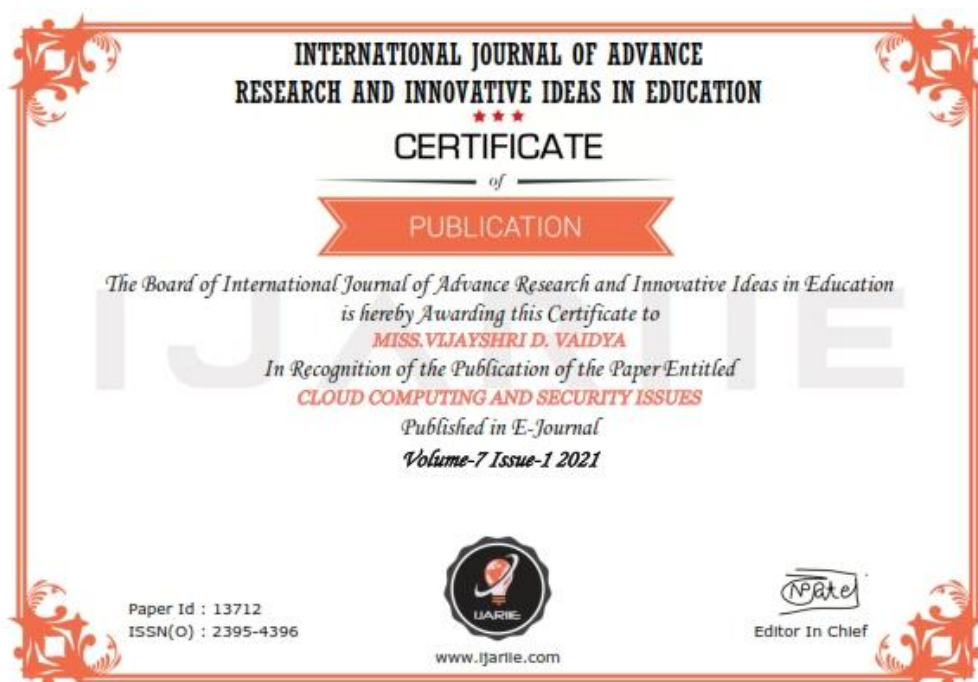 INTERNATIONAL JOURNAL OF ADVANCE
RESEARCH AND INNOVATIVE IDEAS IN EDUCATION
CERTIFICATE
of
PUBLICATION
The Board of International Journal of Advance Research and Innovative Ideas in Education
is hereby Awarding this Certificate to
MISS.VIJAYSHRI D. VAIDYA
In Recognition of the Publication of the Paper Entitled
CLOUD COMPUTING AND SECURITY ISSUES
Published in E-Journal
Volume-7 Issue-1 2021
IJARIIE
Paper Id : 13712
ISSN(O) : 2395-4396
IJARIIE
www.ijariie.com
NPatel
Editor In Chief